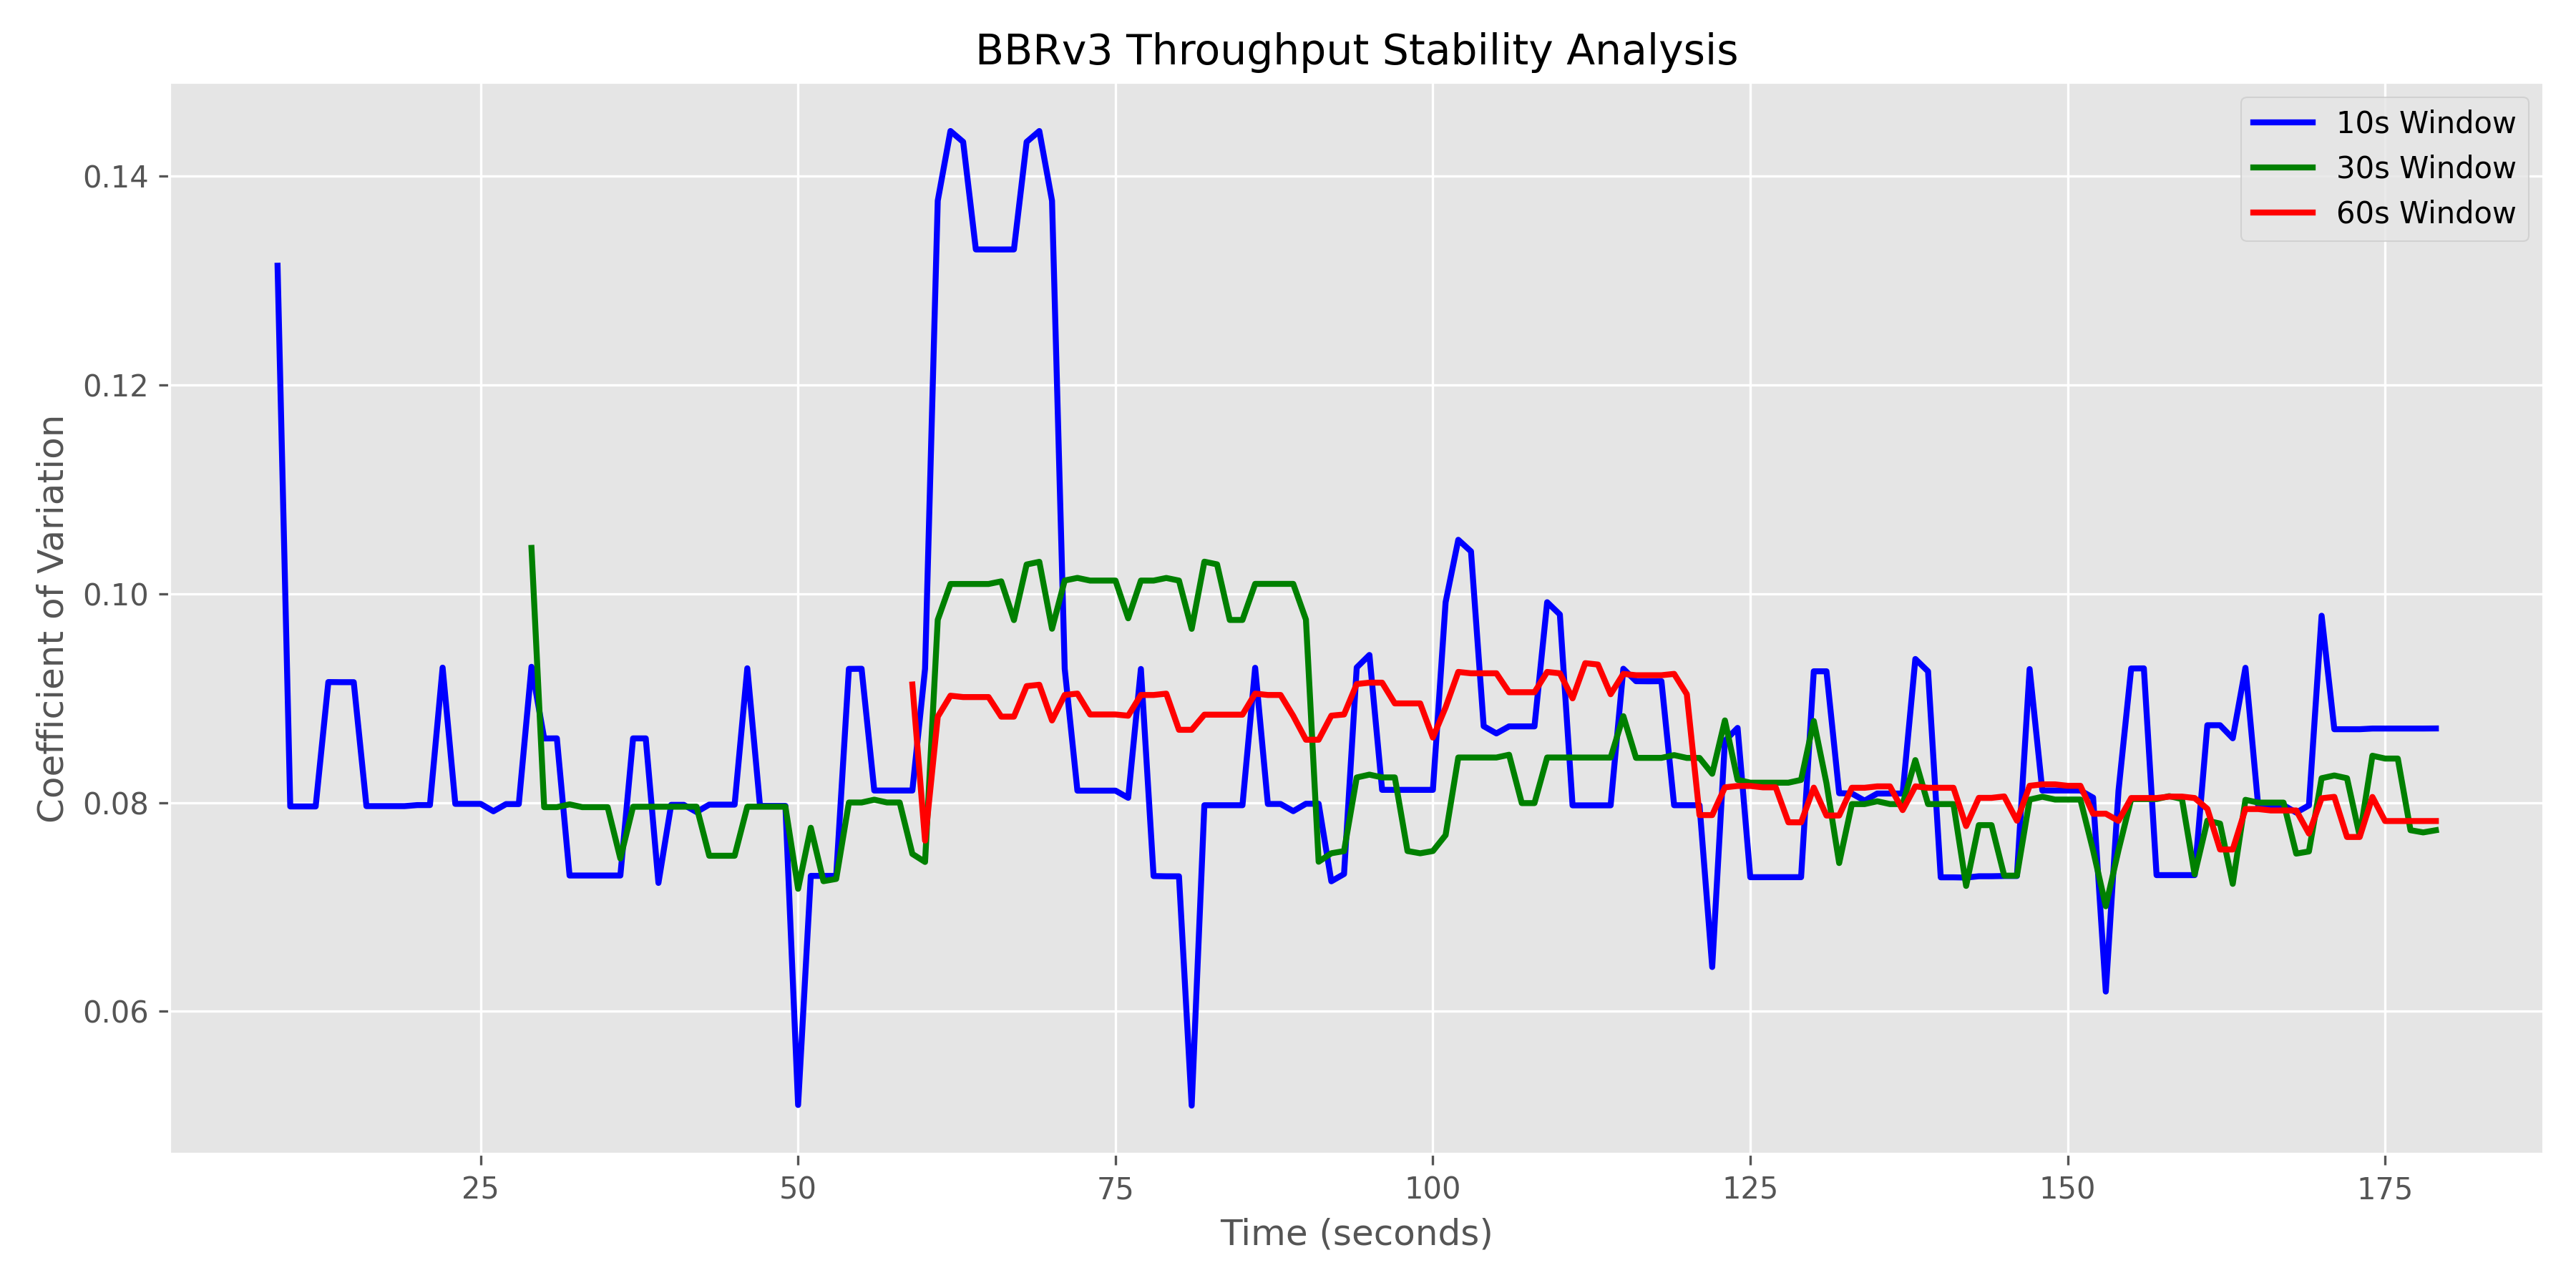 BBRv3 Throughput Stability Analysis
10s Window
30s Window
60s Window
Coefficient of Variation
0.14
0.12
0.10
0.08
0.06
25 50 75 100 125 150 175
Time (seconds)